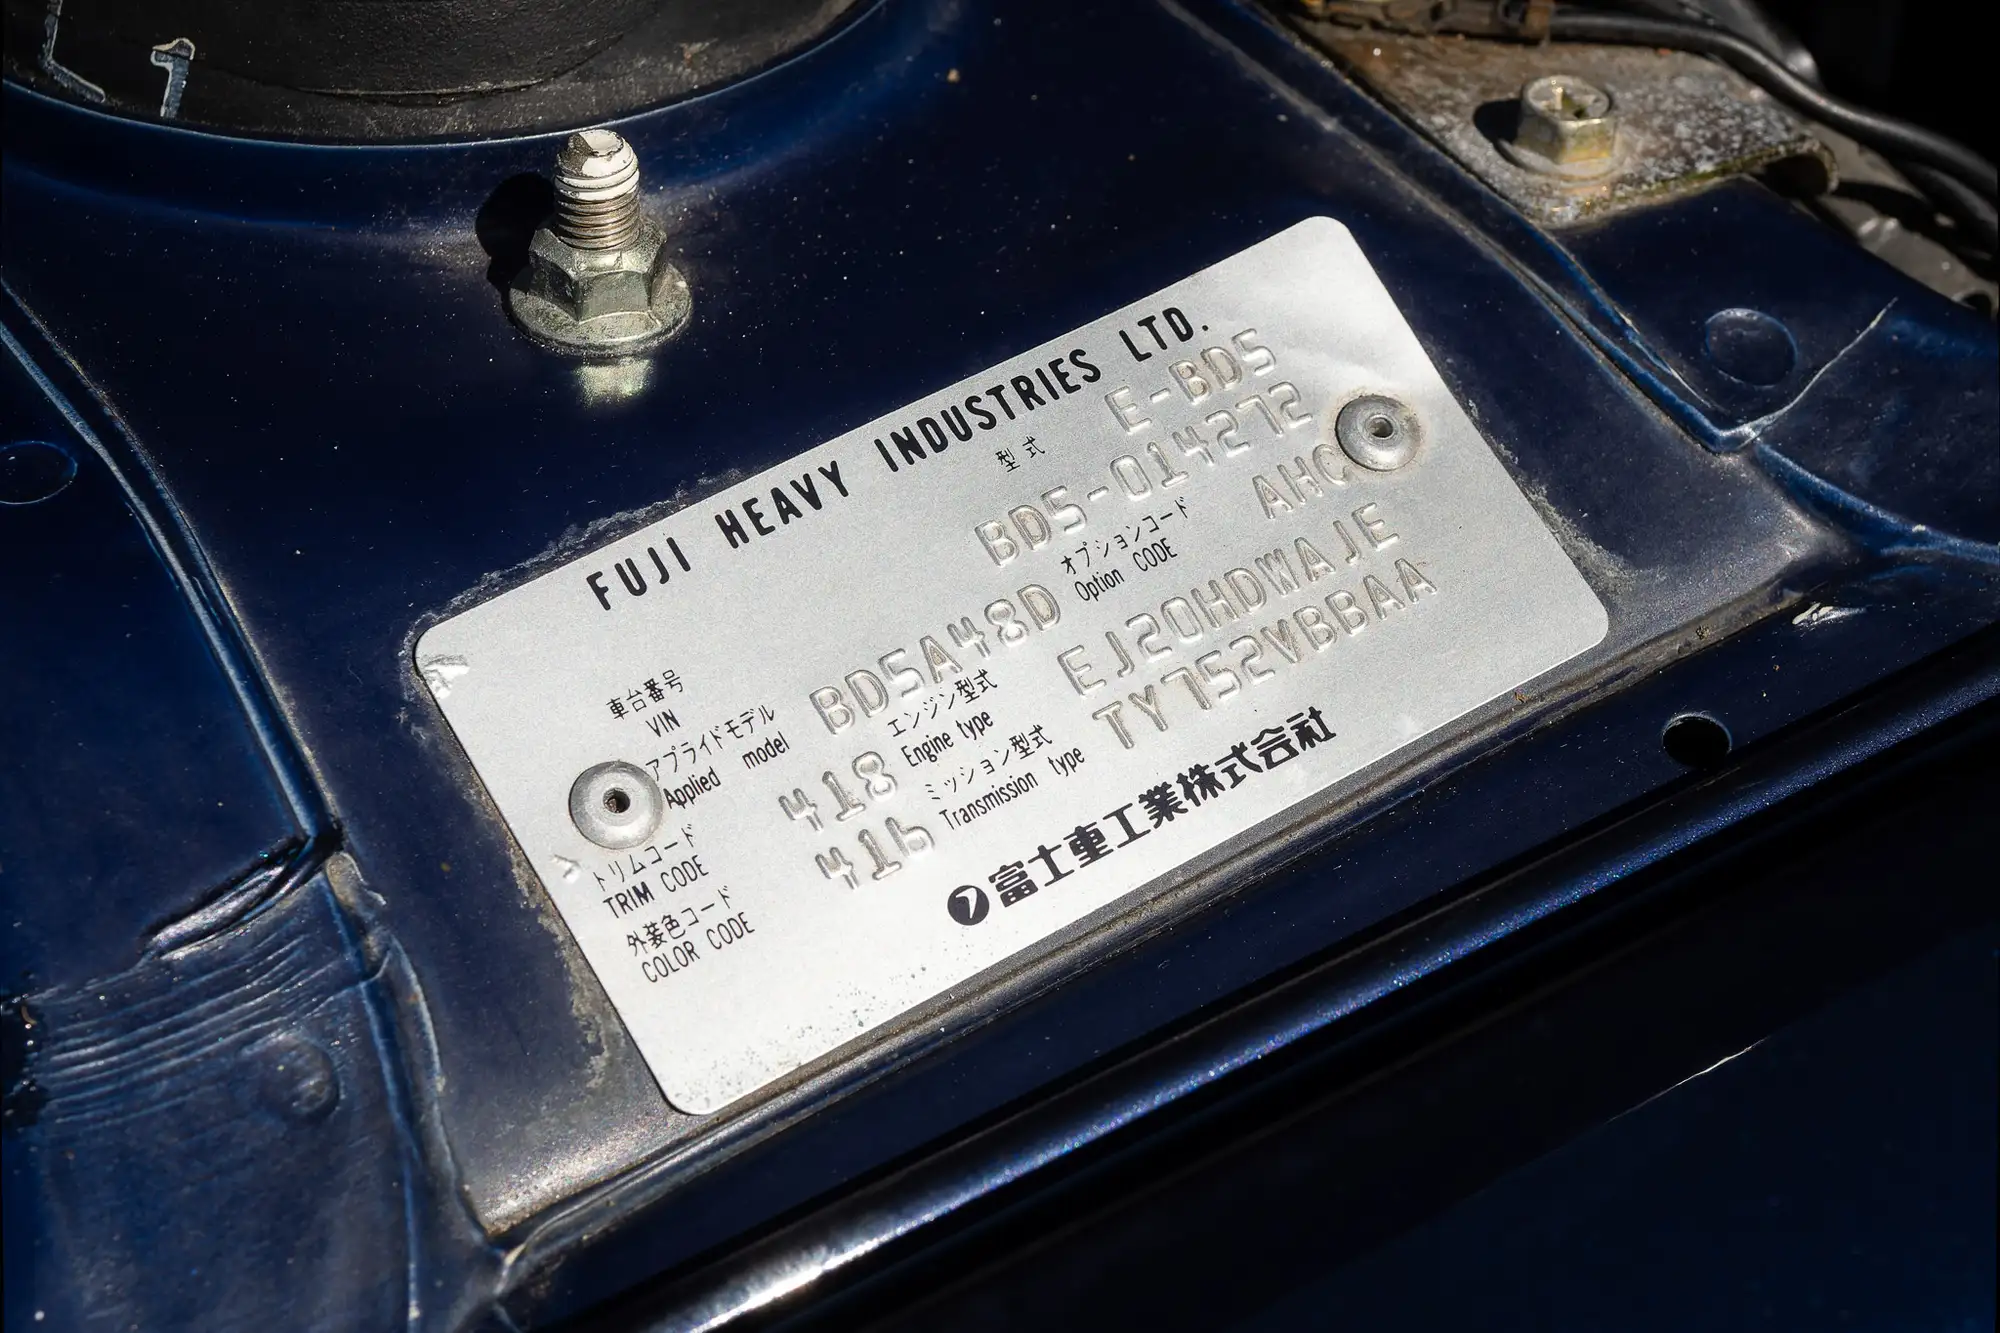 1
FUJI HEAVY INDUSTRIES LTD.
型式 E-BD5
車台番号
VIN BD5-014272
アプライドモデル
Applied model BD5A48D オプションコード
Option CODE AHC
トリムコード
TRIM CODE 418 エンジン型式
Engine type EJ20HDWAJE
外装色コード
COLOR CODE 416 ミッション型式
Transmission type TY752VBBAA
富士重工業株式会社